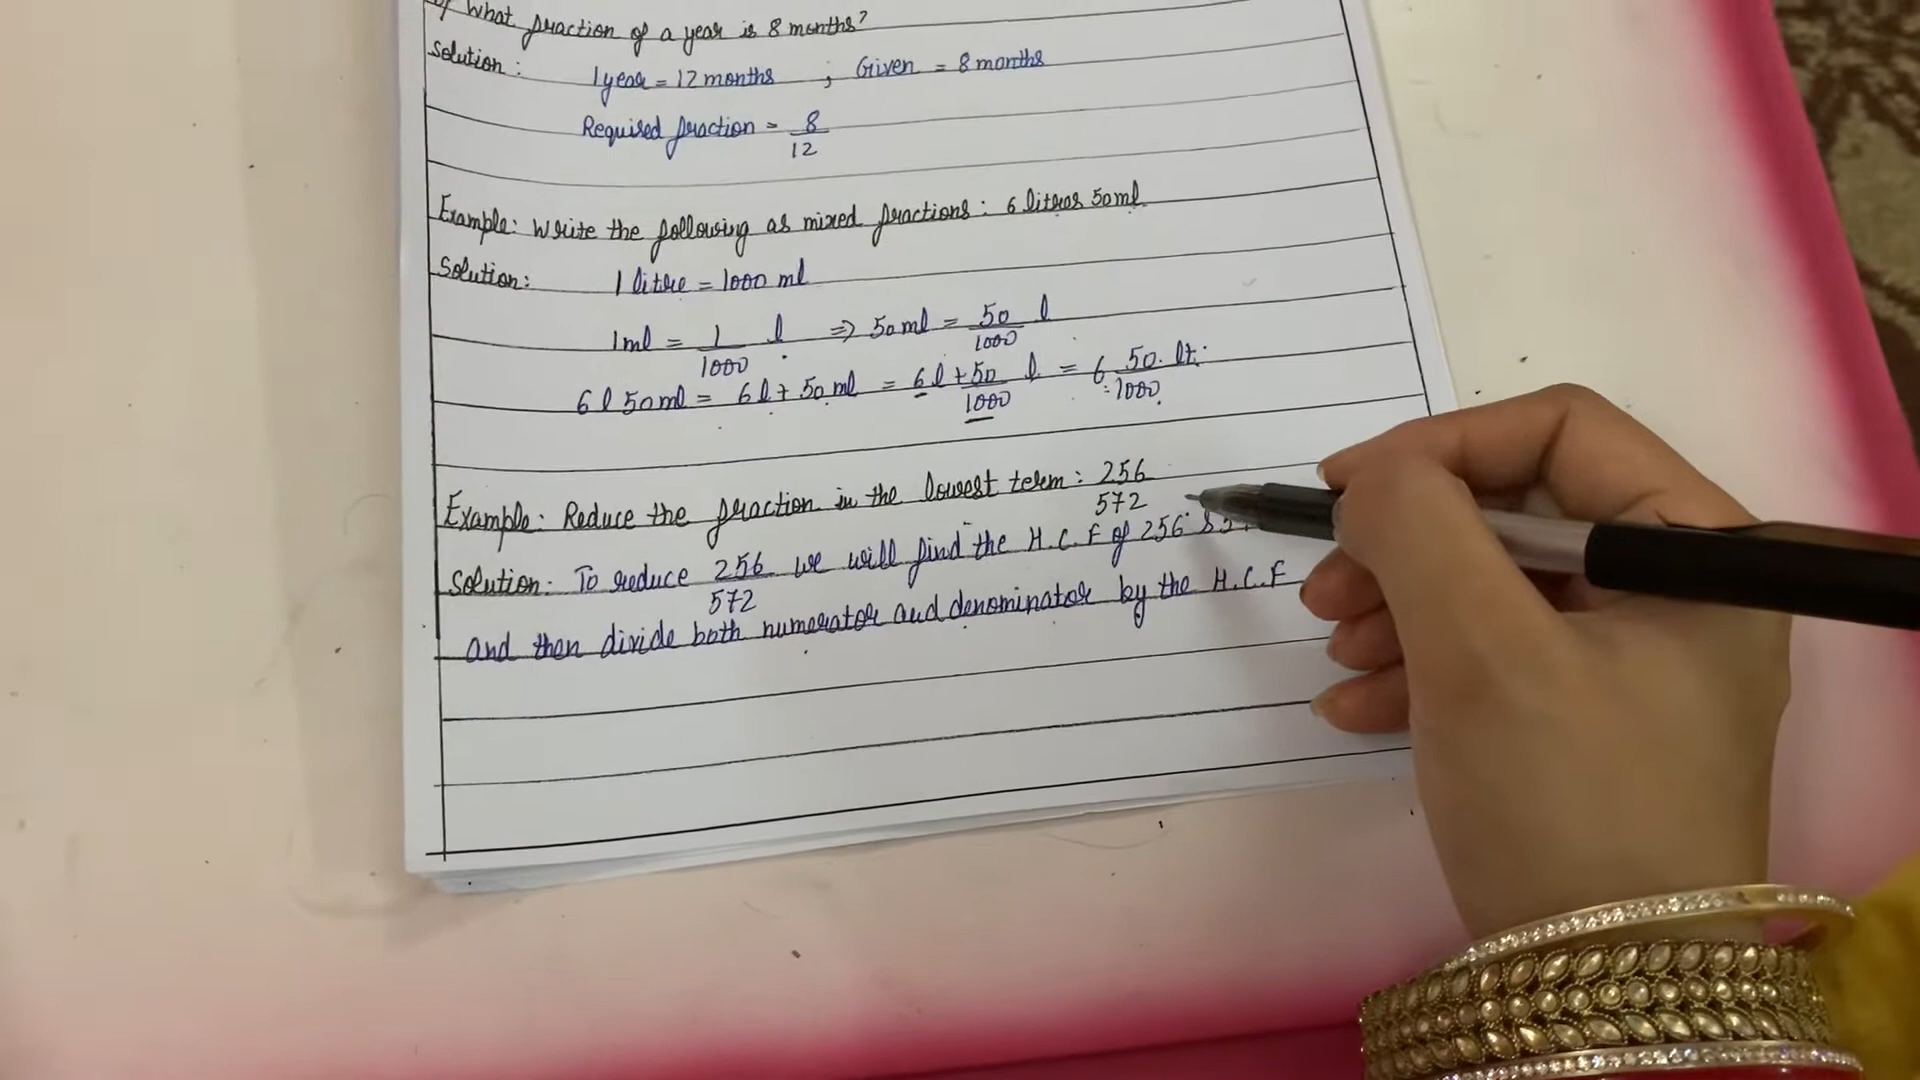 What fraction of a year is 8 months?
Solution: 1 year = 12 months ; Given = 8 months
Required fraction = 8/12
Example: Write the following as mixed fractions: 6 litres 50 ml
Solution: 1 litre = 1000 ml
1 ml = 1/1000 l ⇒ 50 ml = 50/1000 l
6 l 50 ml = 6 l + 50 ml = 6 l + 50/1000 l = 6 50/1000 lt.
Example: Reduce the fraction in the lowest term: 256/572
Solution: To reduce 256/572 we will find the H.C.F of 256 &
and then divide both numerator and denominator by the H.C.F